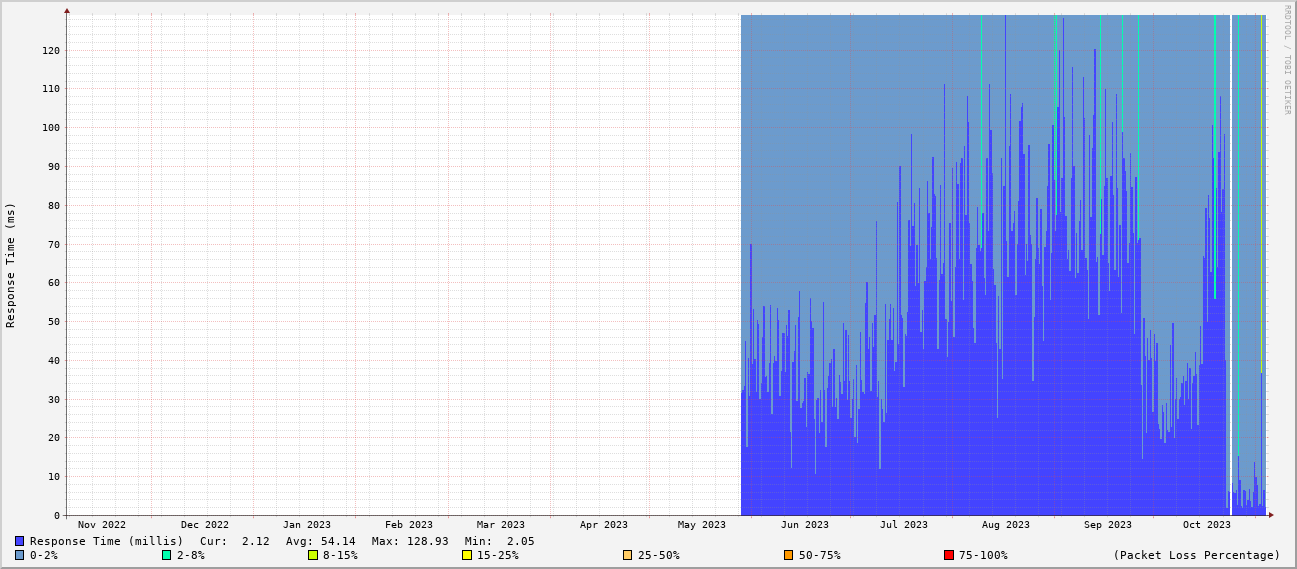 RRDTOOL / TOBI OETIKER
Response Time (ms)
120
110
100
90
80
70
60
50
40
30
20
10
0
Nov 2022 Dec 2022 Jan 2023 Feb 2023 Mar 2023 Apr 2023 May 2023 Jun 2023 Jul 2023 Aug 2023 Sep 2023 Oct 2023
Response Time (millis) Cur: 2.12 Avg: 54.14 Max: 128.93 Min: 2.05
0-2% 2-8% 8-15% 15-25% 25-50% 50-75% 75-100% (Packet Loss Percentage)